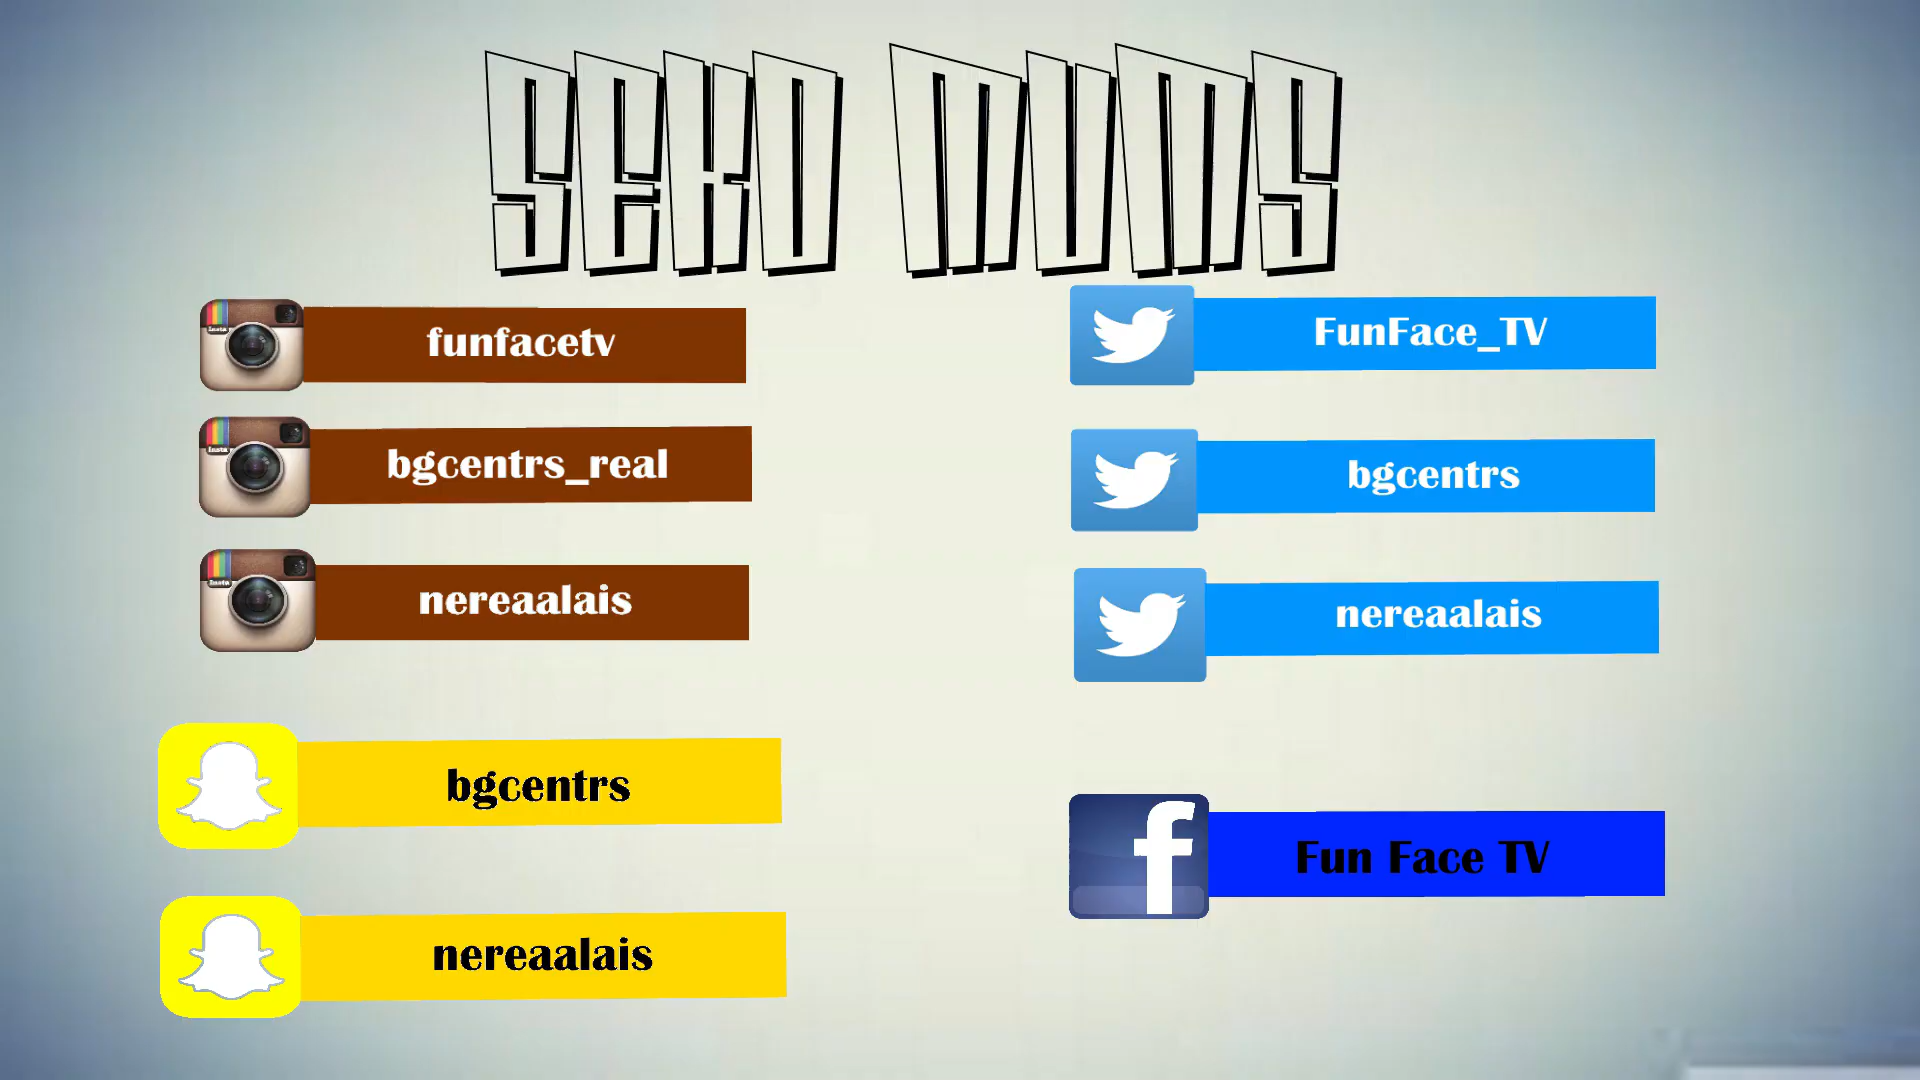 SEKO MUMS
funfacetv
bgcentrs_real
nereaalais
bgcentrs
nereaalais
FunFace_TV
bgcentrs
nereaalais
f
Fun Face TV